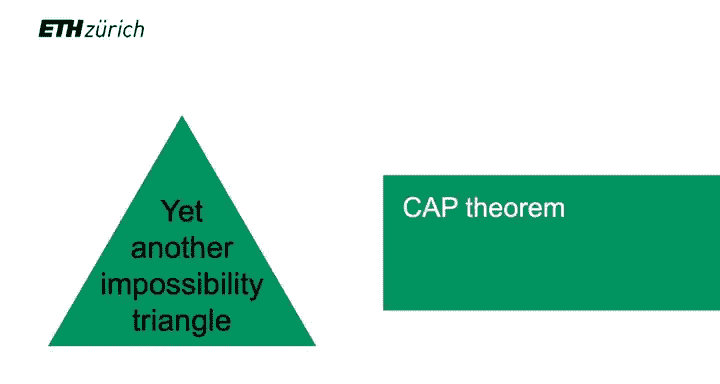 ETH zürich
Yet
another
impossibility
triangle
CAP theorem